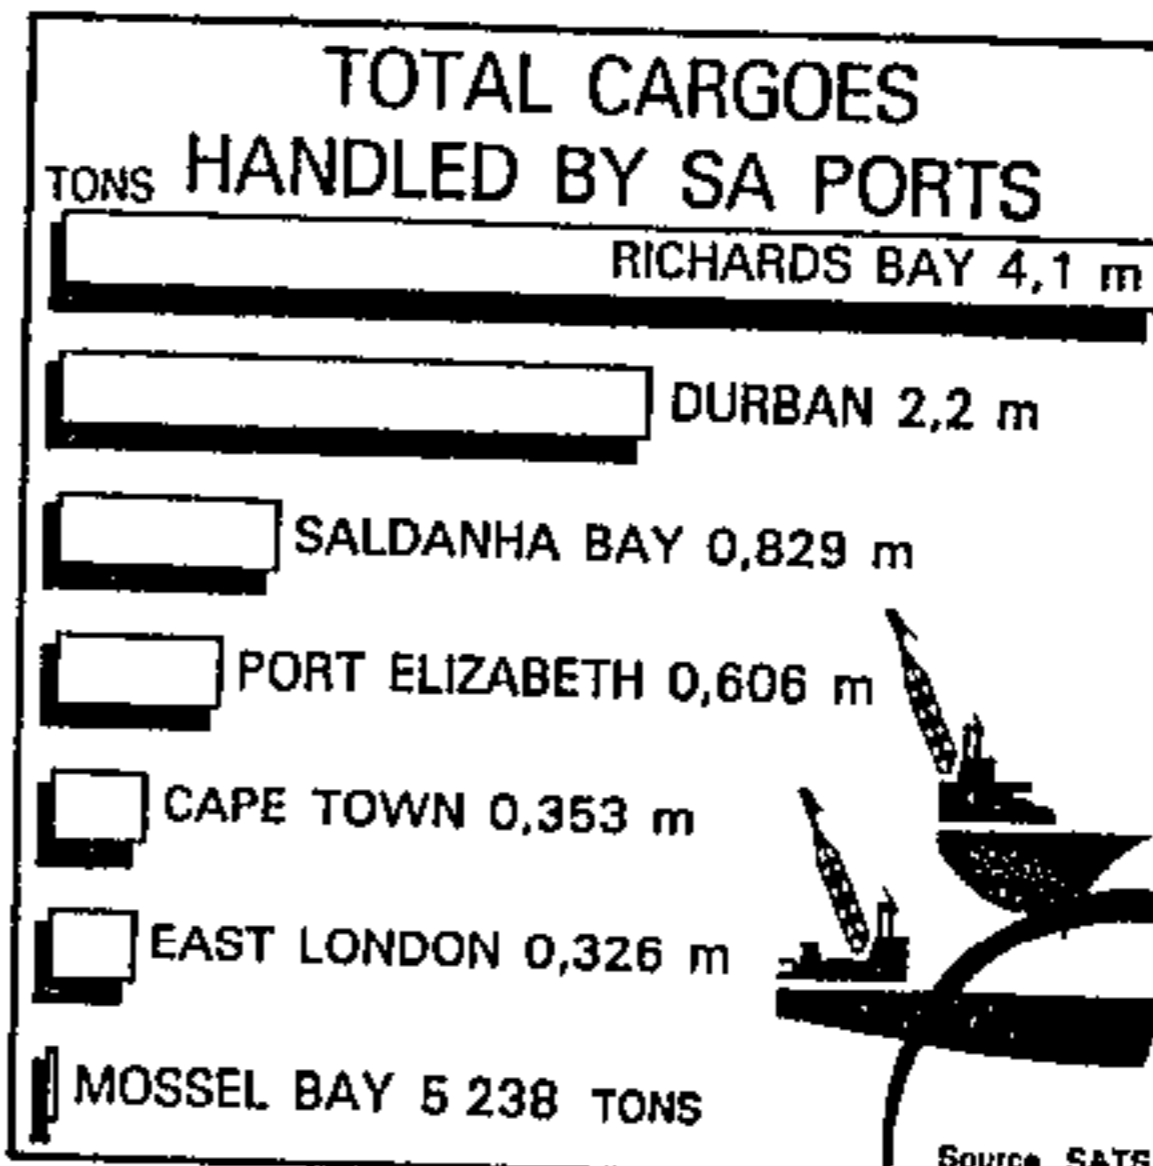 TOTAL CARGOES
HANDLED BY SA PORTS
TONS
RICHARDS BAY 4,1 m
DURBAN 2,2 m
SALDANHA BAY 0,829 m
PORT ELIZABETH 0,606 m
CAPE TOWN 0,353 m
EAST LONDON 0,326 m
MOSSEL BAY 5 238 TONS
Source SATS